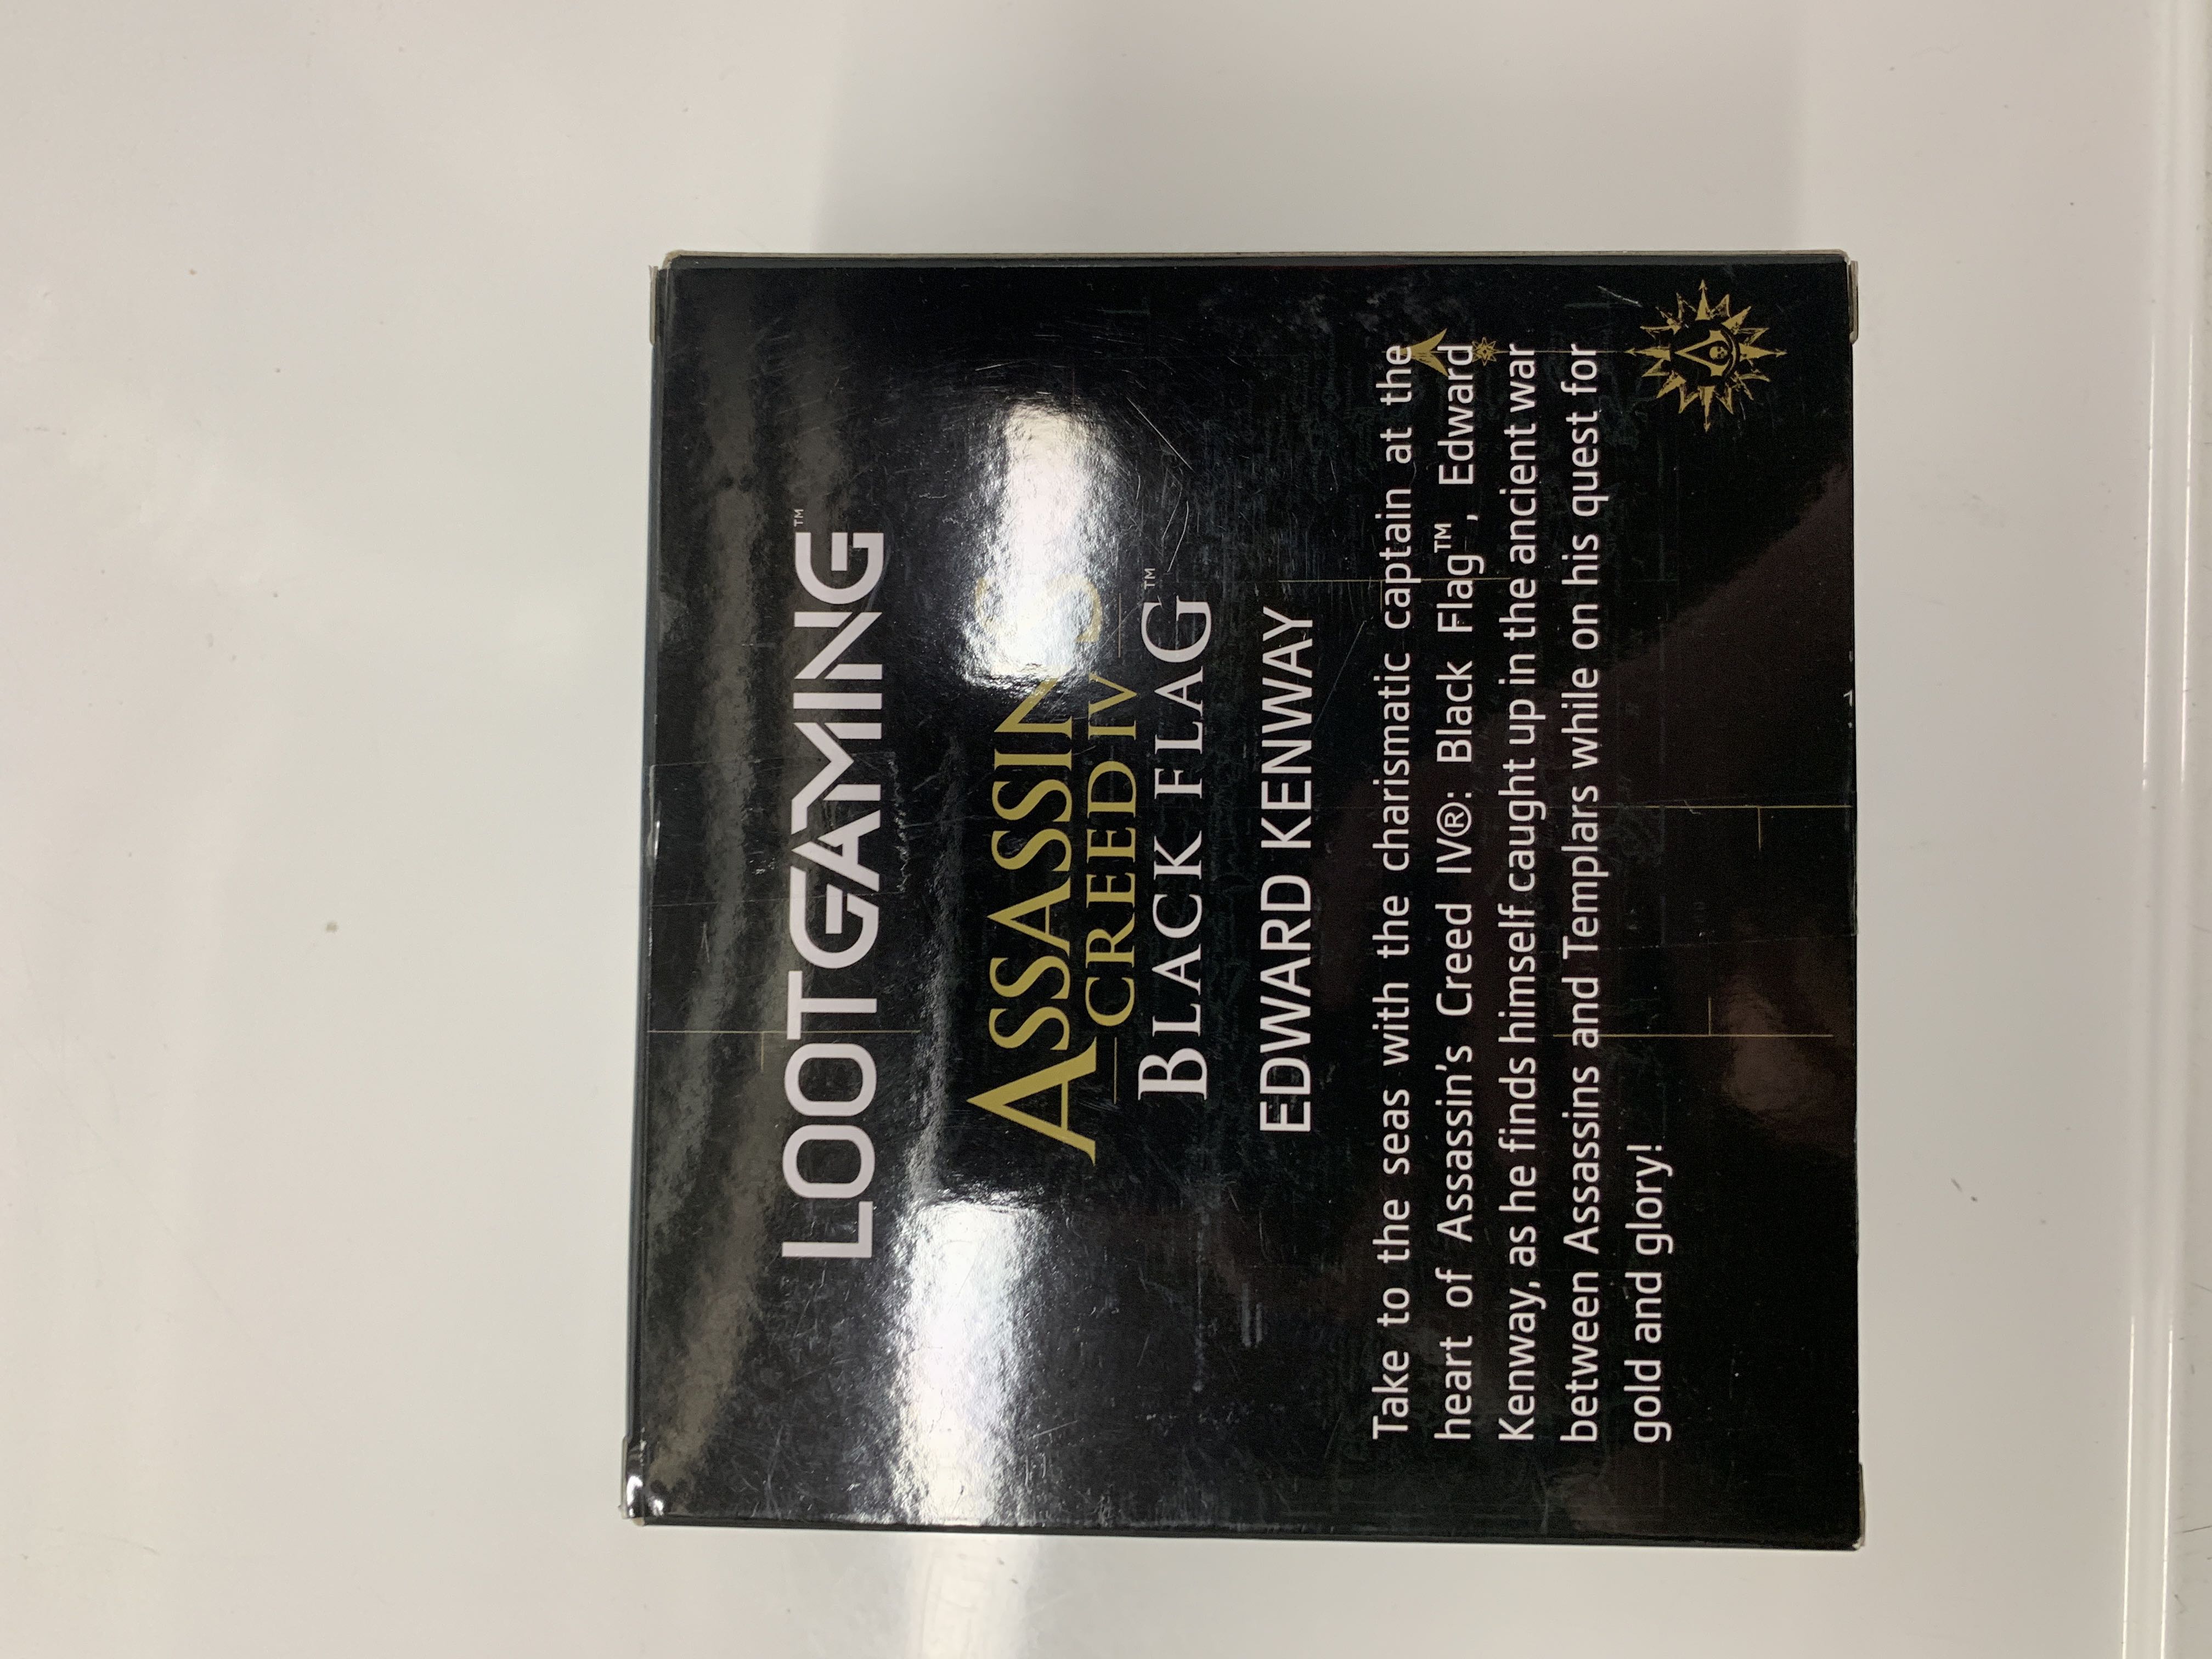 LOOTGAMING™
ASSASSIN'S
CREED IV
BLACK FLAG™
EDWARD KENWAY
Take to the seas with the charismatic captain at the
heart of Assassin's Creed IV®: Black Flag™, Edward
Kenway, as he finds himself caught up in the ancient war
between Assassins and Templars while on his quest for
gold and glory!